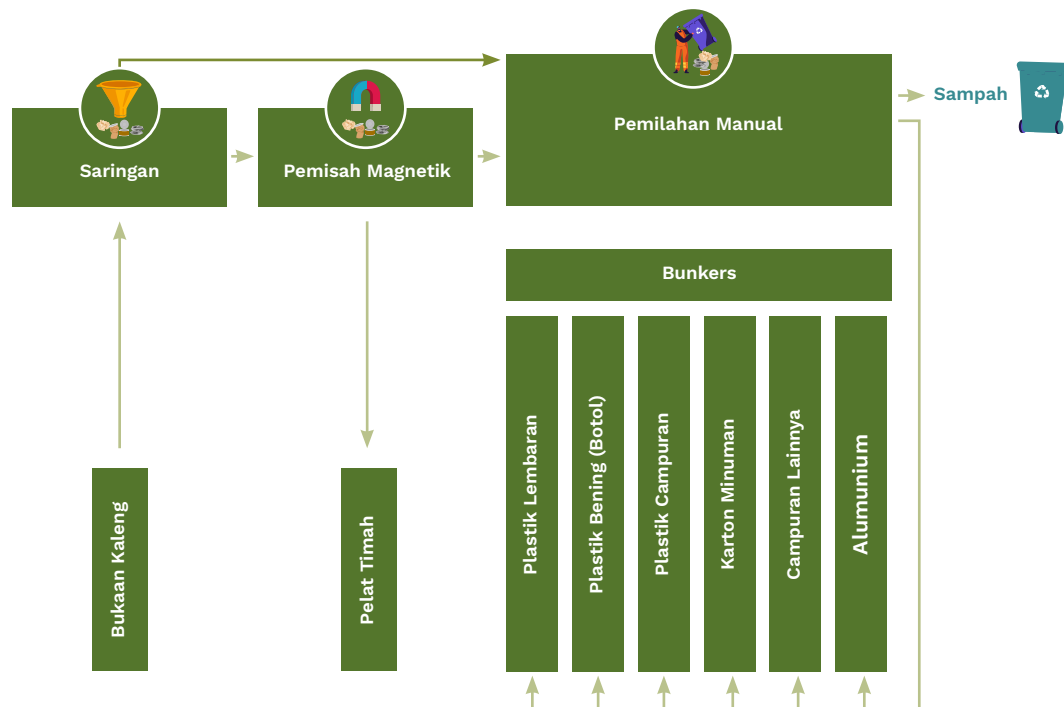 Saringan
Pemisah Magnetik
Pemilahan Manual
Sampah
Bunkers
Bukaan Kaleng
Pelat Timah
Plastik Lembaran
Plastik Bening (Botol)
Plastik Campuran
Karton Minuman
Campuran Lainnya
Alumunium